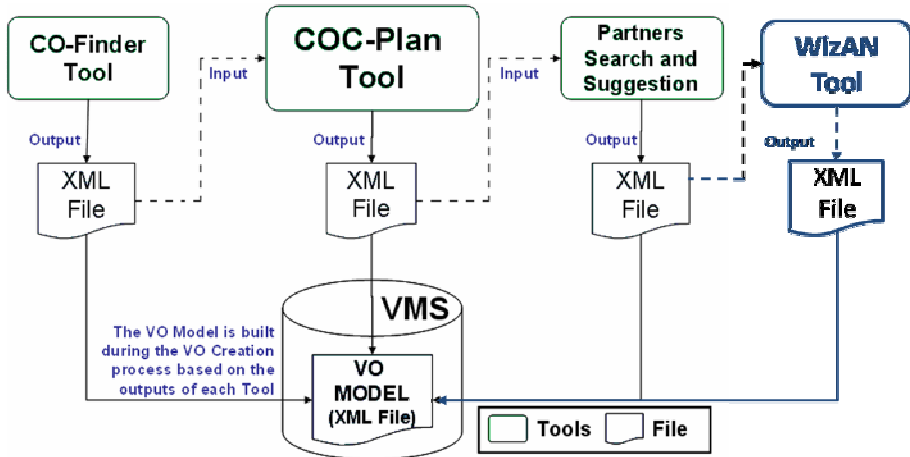 CO-Finder
Tool
Input
COC-Plan
Tool
Input
Partners
Search and
Suggestion
WizAN
Tool
Output
Output
Output
Output
XML
File
XML
File
XML
File
XML
File
VMS
The VO Model is built
during the VO Creation
process based on the
outputs of each Tool
VO
MODEL
(XML File)
Tools
File